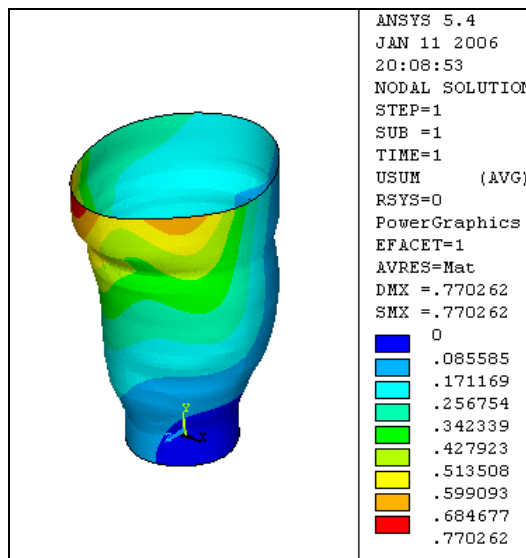 ANSYS 5.4
JAN 11 2006
20:08:53
NODAL SOLUTION
STEP=1
SUB =1
TIME=1
USUM (AVG)
RSYS=0
PowerGraphics
EFACET=1
AVRES=Mat
DMX =.770262
SMX =.770262
0
.085585
.171169
.256754
.342339
.427923
.513508
.599093
.684677
.770262
Y
Z X